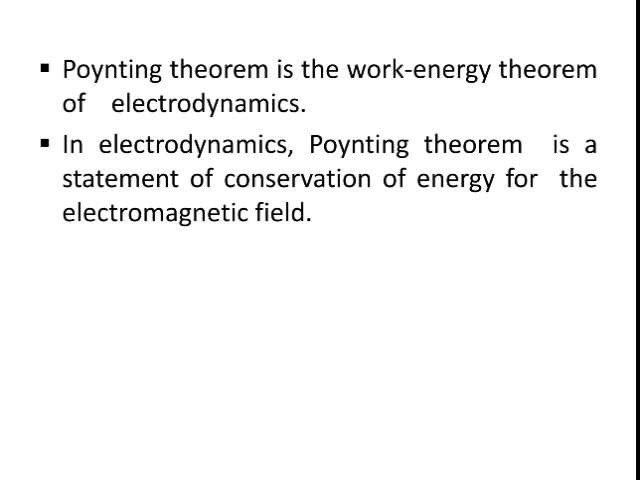 ▪ Poynting theorem is the work-energy theorem
of electrodynamics.
▪ In electrodynamics, Poynting theorem is a
statement of conservation of energy for the
electromagnetic field.